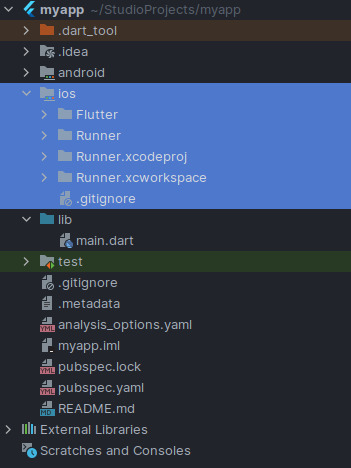 myapp ~/StudioProjects/myapp
.dart_tool
.idea
android
ios
Flutter
Runner
Runner.xcodeproj
Runner.xcworkspace
.gitignore
lib
main.dart
test
.gitignore
.metadata
analysis_options.yaml
myapp.iml
pubspec.lock
pubspec.yaml
README.md
External Libraries
Scratches and Consoles